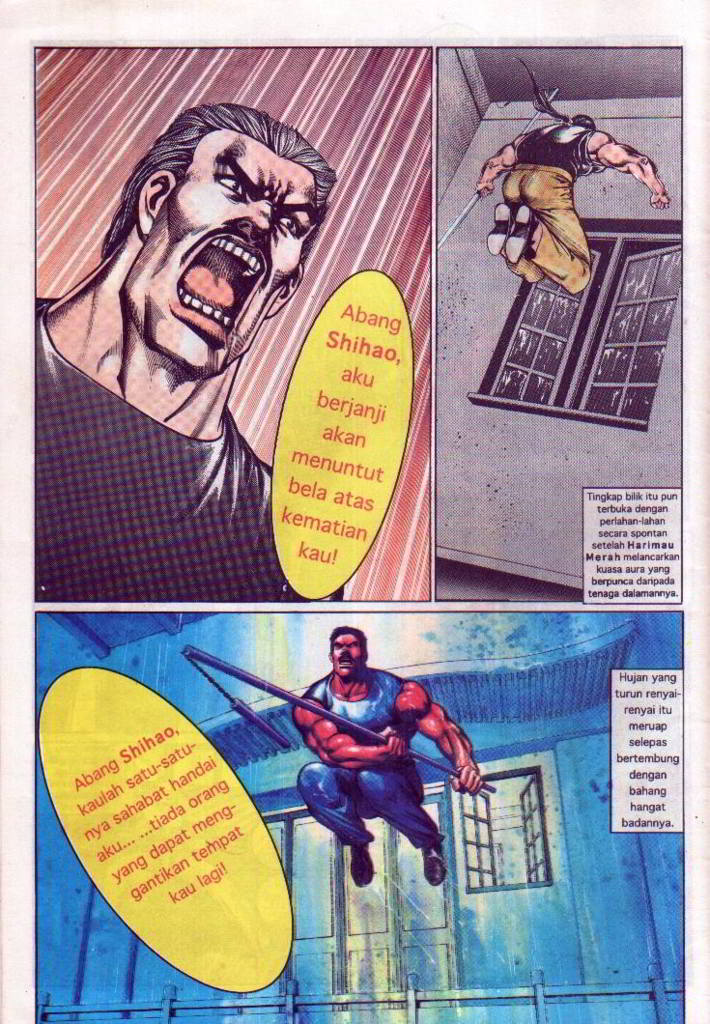 Abang
Shihao,
aku
berjanji
akan
menuntut
bela atas
kematian
kau!
Tingkap bilik itu pun
terbuka dengan
perlahan-lahan
secara spontan
setelah Harimau
Merah melancarkan
kuasa aura yang
berpunca daripada
tenaga dalamannya.
Abang Shihao,
kaulah satu-satu-
nya sahabat handai
aku... ...tiada orang
yang dapat meng-
gantikan tempat
kau lagi!
Hujan yang
turun renyai-
renyai itu
meruap
selepas
bertembung
dengan
bahang
hangat
badannya.